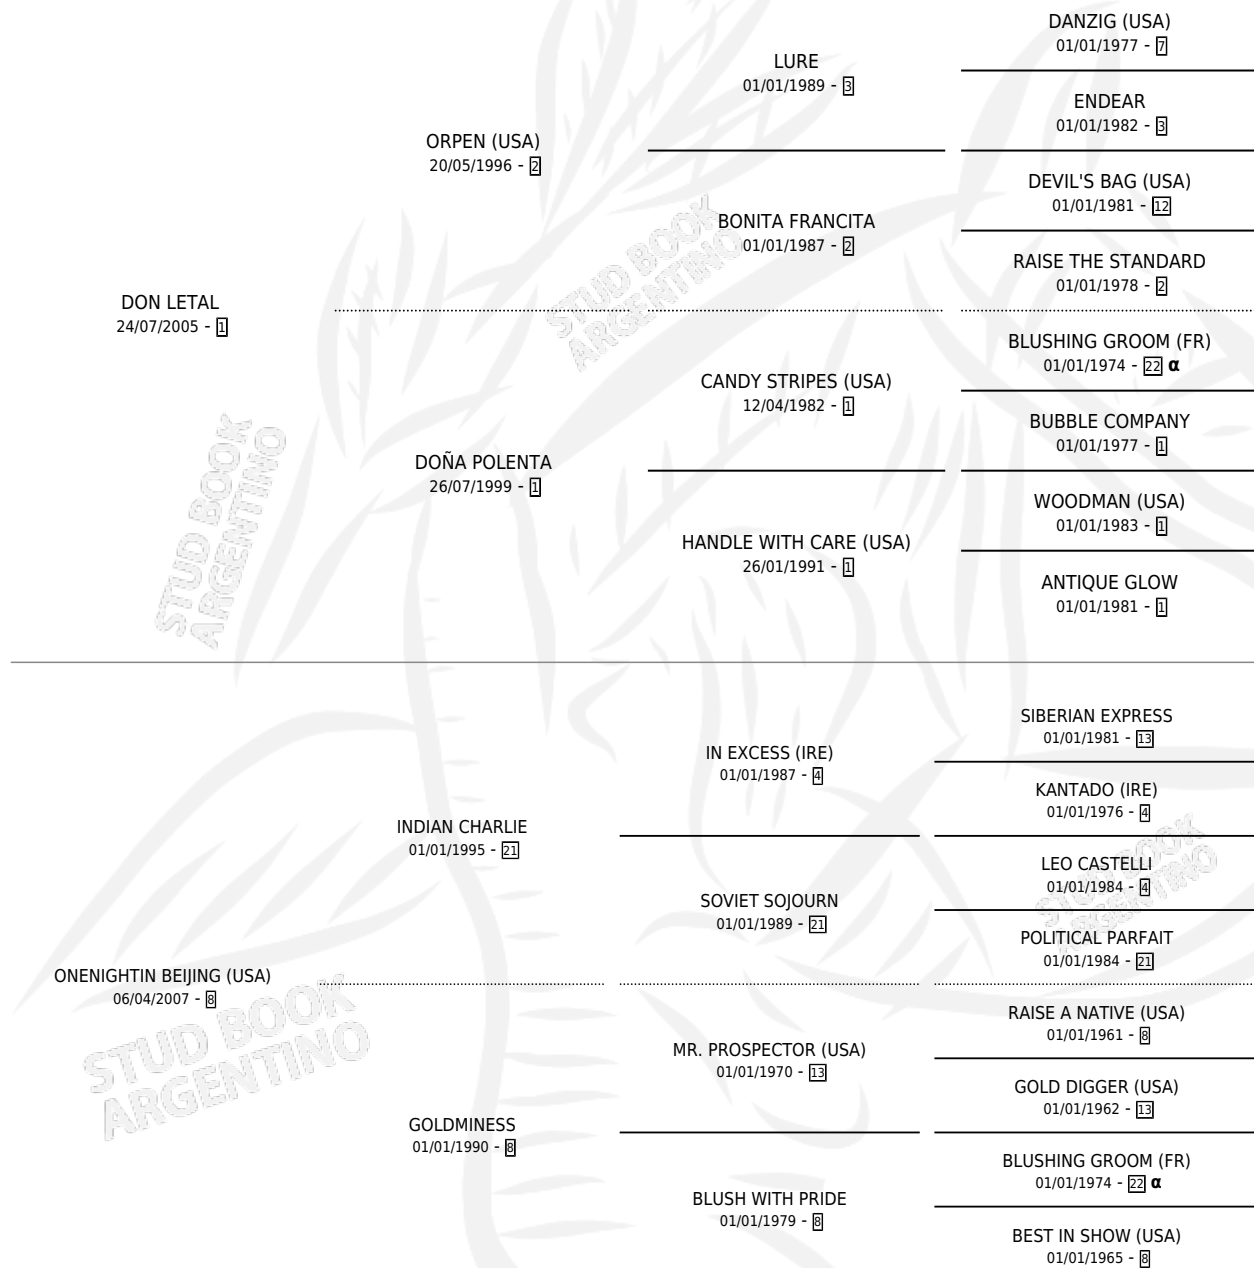 DANZIG (USA)
01/01/1977 - 7
LURE
01/01/1989 - 3
ENDEAR
01/01/1982 - 3
ORPEN (USA)
20/05/1996 - 2
DEVIL'S BAG (USA)
01/01/1981 - 12
BONITA FRANCITA
01/01/1987 - 2
RAISE THE STANDARD
01/01/1978 - 2
DON LETAL
24/07/2005 - 1
BLUSHING GROOM (FR)
01/01/1974 - 22 α
CANDY STRIPES (USA)
12/04/1982 - 1
BUBBLE COMPANY
01/01/1977 - 1
DOÑA POLENTA
26/07/1999 - 1
WOODMAN (USA)
01/01/1983 - 1
HANDLE WITH CARE (USA)
26/01/1991 - 1
ANTIQUE GLOW
01/01/1981 - 1
SIBERIAN EXPRESS
01/01/1981 - 13
IN EXCESS (IRE)
01/01/1987 - 4
KANTADO (IRE)
01/01/1976 - 4
INDIAN CHARLIE
01/01/1995 - 21
LEO CASTELLI
01/01/1984 - 4
SOVIET SOJOURN
01/01/1989 - 21
POLITICAL PARFAIT
01/01/1984 - 21
ONENIGHTIN BEIJING (USA)
06/04/2007 - 8
RAISE A NATIVE (USA)
01/01/1961 - 8
MR. PROSPECTOR (USA)
01/01/1970 - 13
GOLD DIGGER (USA)
01/01/1962 - 13
GOLDMINESS
01/01/1990 - 8
BLUSHING GROOM (FR)
01/01/1974 - 22 α
BLUSH WITH PRIDE
01/01/1979 - 8
BEST IN SHOW (USA)
01/01/1965 - 8
STUD BOOK
ARGENTINO
STUD BOOK
ARGENTINO
STUD BOOK
ARGENTINO
STUD BOOK
ARGENTINO